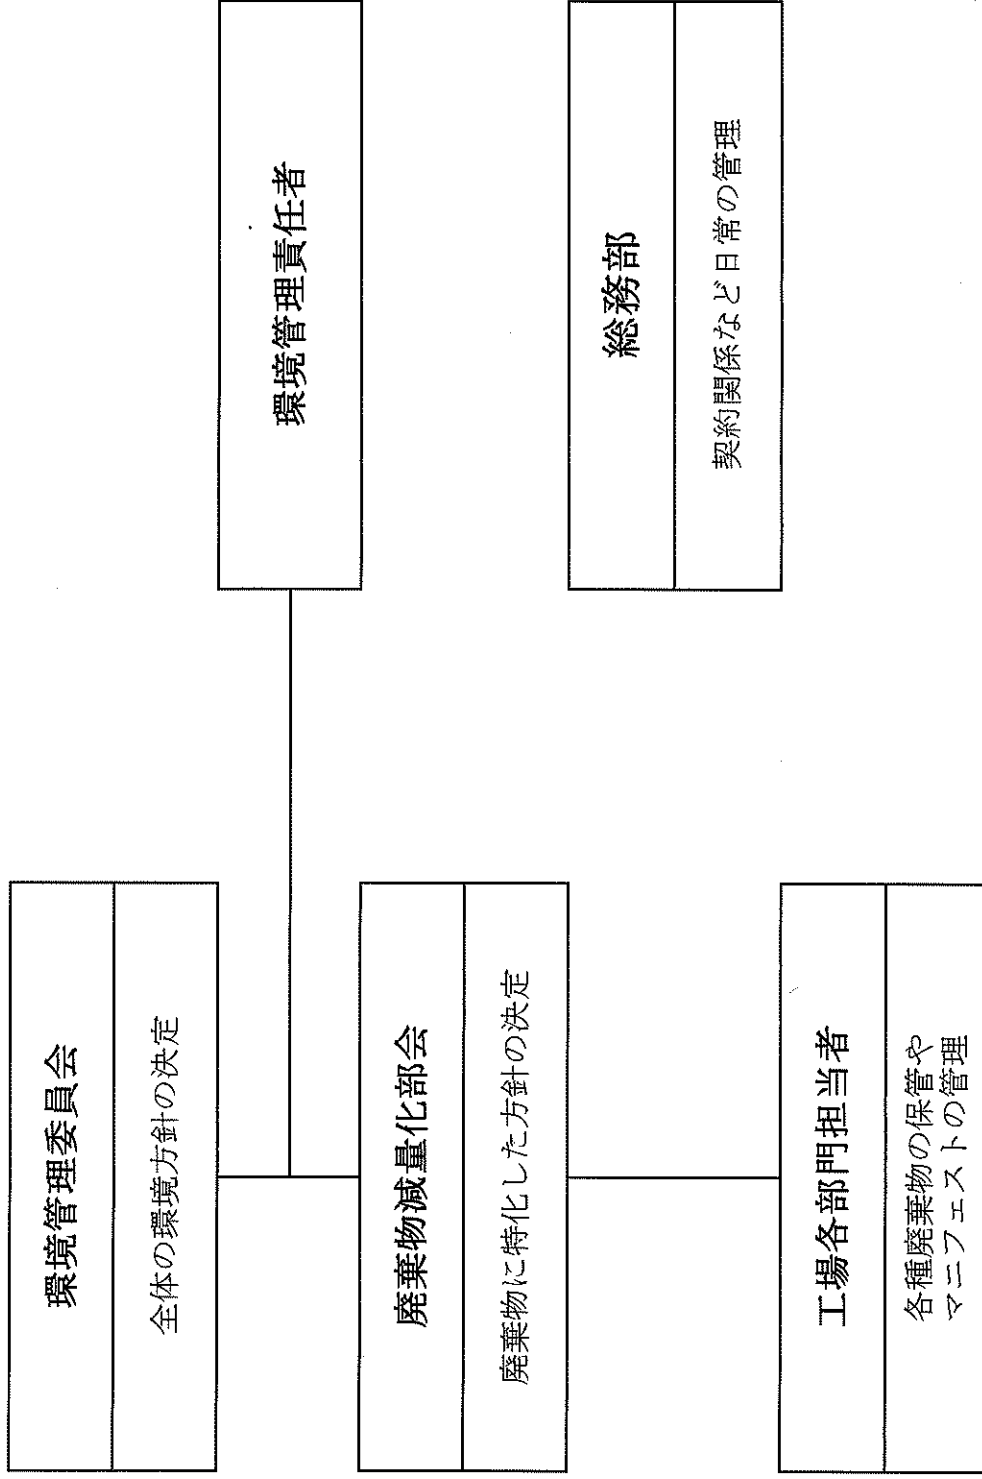 環境管理委員会
全体の環境方針の決定
環境管理責任者
廃棄物減量化部会
廃棄物に特化した方針の決定
総務部
契約関係など日常の管理
工場各部門担当者
各種廃棄物の保管や
マニフェストの管理